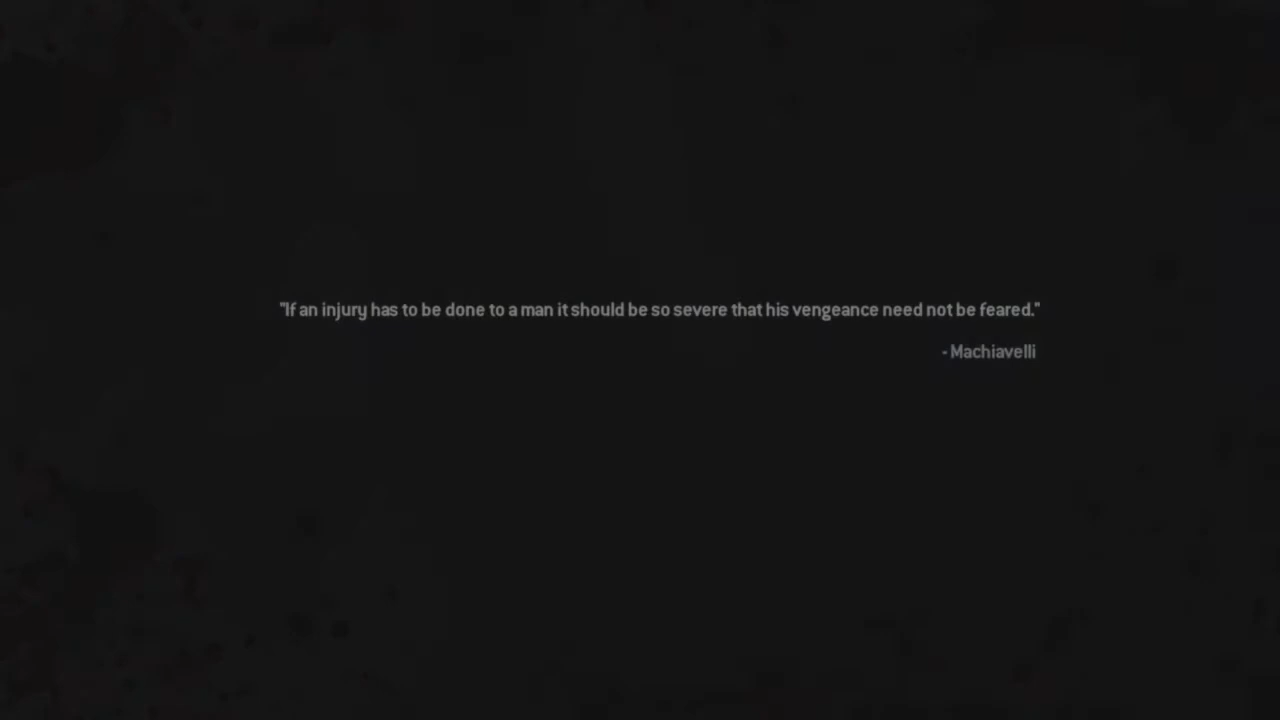 "If an injury has to be done to a man it should be so severe that his vengeance need not be feared."
- Machiavelli